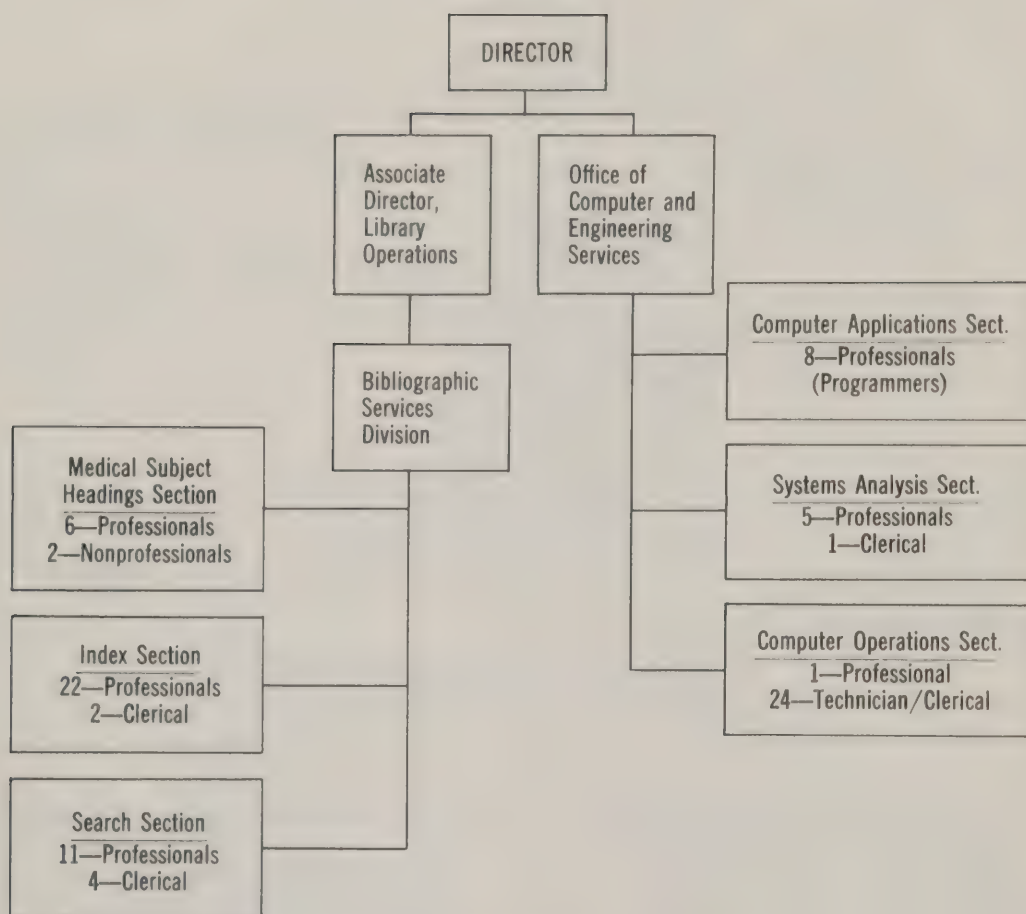 DIRECTOR
Associate
Director,
Library
Operations
Office of
Computer and
Engineering
Services
Bibliographic
Services
Division
Medical Subject
Headings Section
6—Professionals
2—Nonprofessionals
Index Section
22—Professionals
2—Clerical
Search Section
11—Professionals
4—Clerical
Computer Applications Sect.
8—Professionals
(Programmers)
Systems Analysis Sect.
5—Professionals
1—Clerical
Computer Operations Sect.
1—Professional
24—Technician/Clerical